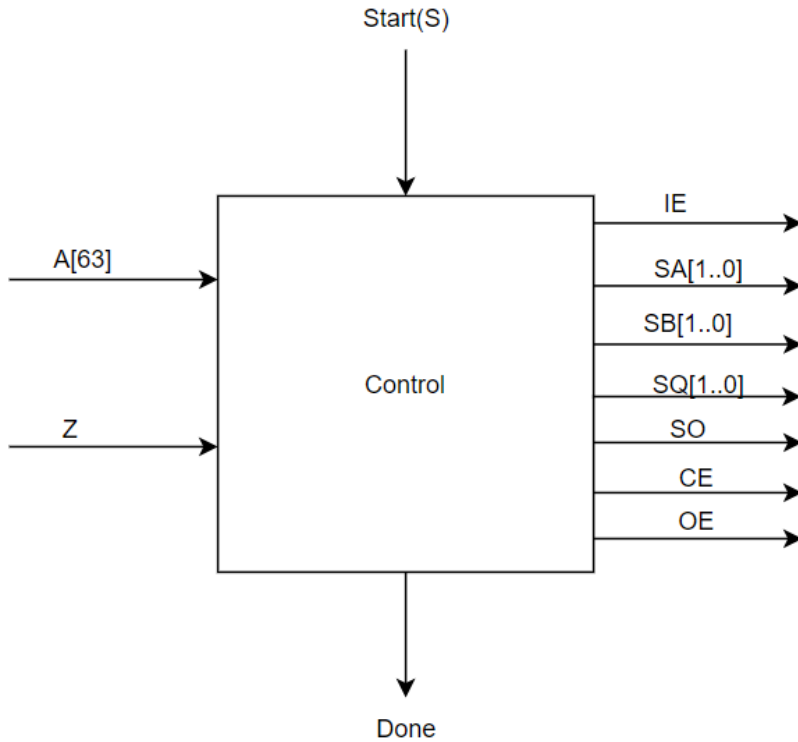 Start(S)
IE
A[63]
SA[1..0]
SB[1..0]
Control
SQ[1..0]
Z
SO
CE
OE
Done